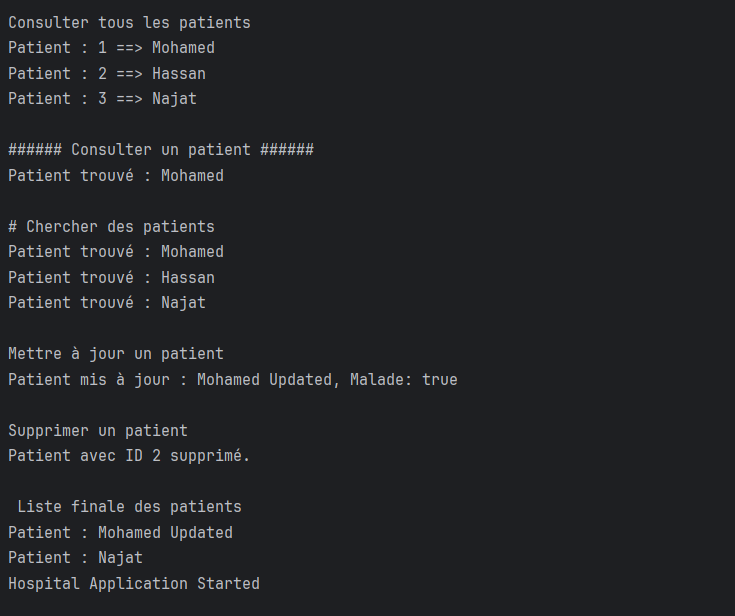 Consulter tous les patients
Patient : 1 ==> Mohamed
Patient : 2 ==> Hassan
Patient : 3 ==> Najat
###### Consulter un patient ######
Patient trouvé : Mohamed
# Chercher des patients
Patient trouvé : Mohamed
Patient trouvé : Hassan
Patient trouvé : Najat
Mettre à jour un patient
Patient mis à jour : Mohamed Updated, Malade: true
Supprimer un patient
Patient avec ID 2 supprimé.
Liste finale des patients
Patient : Mohamed Updated
Patient : Najat
Hospital Application Started